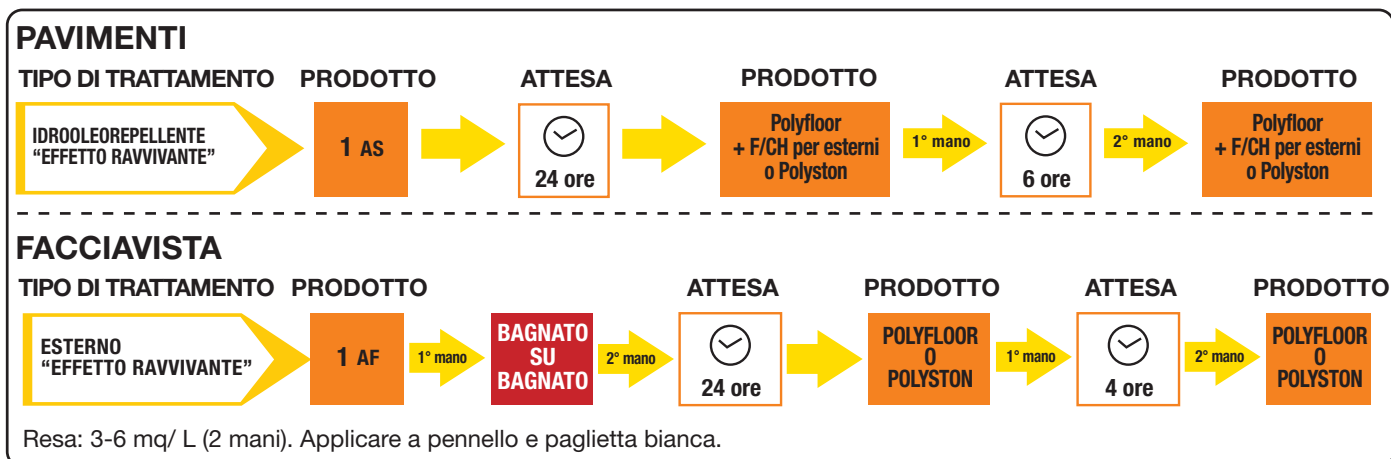 PAVIMENTI
TIPO DI TRATTAMENTO PRODOTTO ATTESA PRODOTTO ATTESA PRODOTTO
IDROOLEOREPELLENTE
“EFFETTO RAVVIVANTE”
1 AS
24 ore
Polyfloor
+ F/CH per esterni
o Polyston
1° mano
6 ore
2° mano
Polyfloor
+ F/CH per esterni
o Polyston
FACCIAVISTA
TIPO DI TRATTAMENTO PRODOTTO ATTESA PRODOTTO ATTESA PRODOTTO
ESTERNO
“EFFETTO RAVVIVANTE”
1 AF
1° mano
BAGNATO
SU
BAGNATO
2° mano
24 ore
POLYFLOOR
O
POLYSTON
1° mano
4 ore
2° mano
POLYFLOOR
O
POLYSTON
Resa: 3-6 mq/ L (2 mani). Applicare a pennello e paglietta bianca.